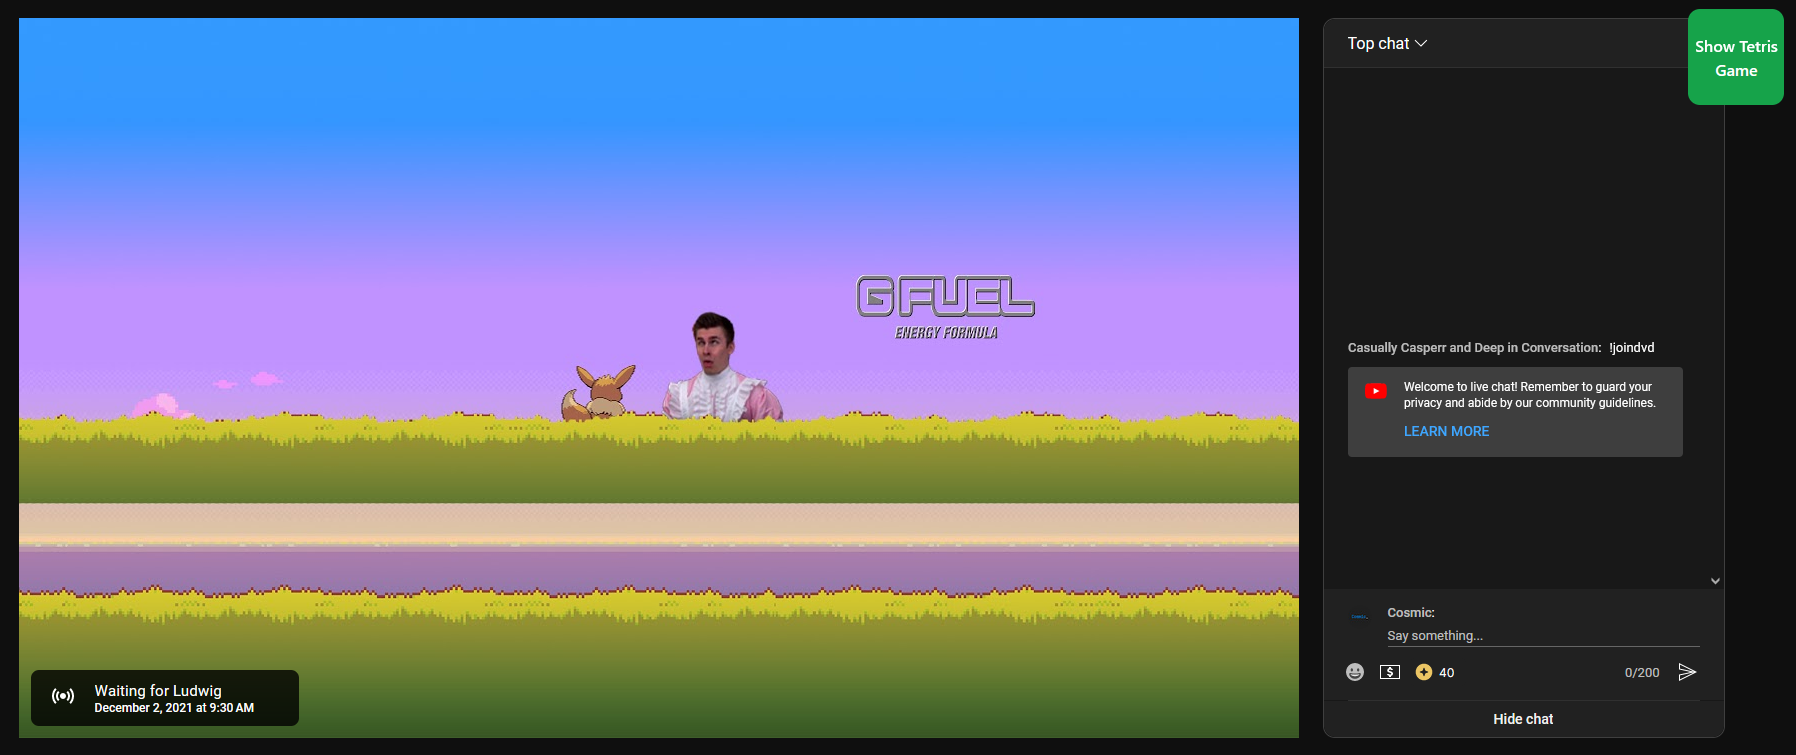 GFUEL
ENERGY FORMULA
Waiting for Ludwig
December 2, 2021 at 9:30 AM
Top chat
Show Tetris
Game
Casually Casperr and Deep in Conversation: !joindvd
Welcome to live chat! Remember to guard your
privacy and abide by our community guidelines.
LEARN MORE
Cosmic:
Say something...
$ 40 0/200
Hide chat